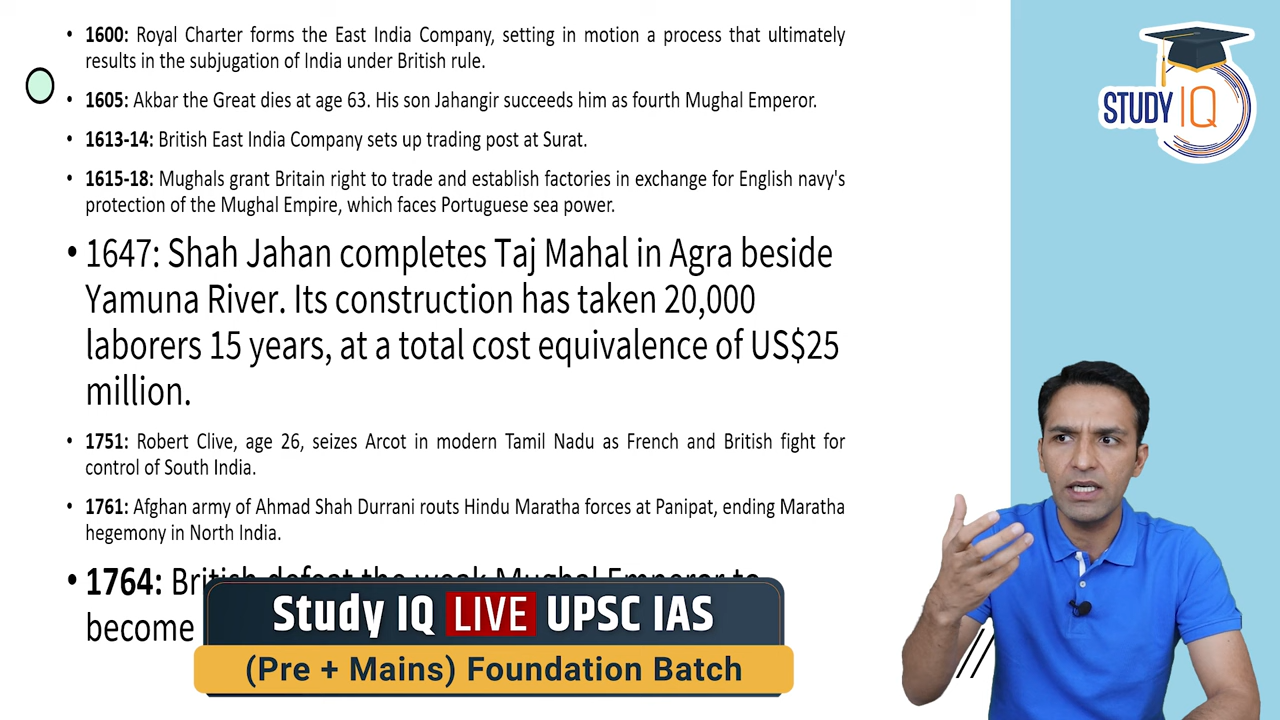 • 1600: Royal Charter forms the East India Company, setting in motion a process that ultimately
results in the subjugation of India under British rule.
• 1605: Akbar the Great dies at age 63. His son Jahangir succeeds him as fourth Mughal Emperor.
• 1613-14: British East India Company sets up trading post at Surat.
• 1615-18: Mughals grant Britain right to trade and establish factories in exchange for English navy's
protection of the Mughal Empire, which faces Portuguese sea power.
• 1647: Shah Jahan completes Taj Mahal in Agra beside
Yamuna River. Its construction has taken 20,000
laborers 15 years, at a total cost equivalence of US$25
million.
• 1751: Robert Clive, age 26, seizes Arcot in modern Tamil Nadu as French and British fight for
control of South India.
• 1761: Afghan army of Ahmad Shah Durrani routs Hindu Maratha forces at Panipat, ending Maratha
hegemony in North India.
• 1764: British defeat the weak Mughal Emperor to
become
Study IQ LIVE UPSC IAS
(Pre + Mains) Foundation Batch
STUDY IQ